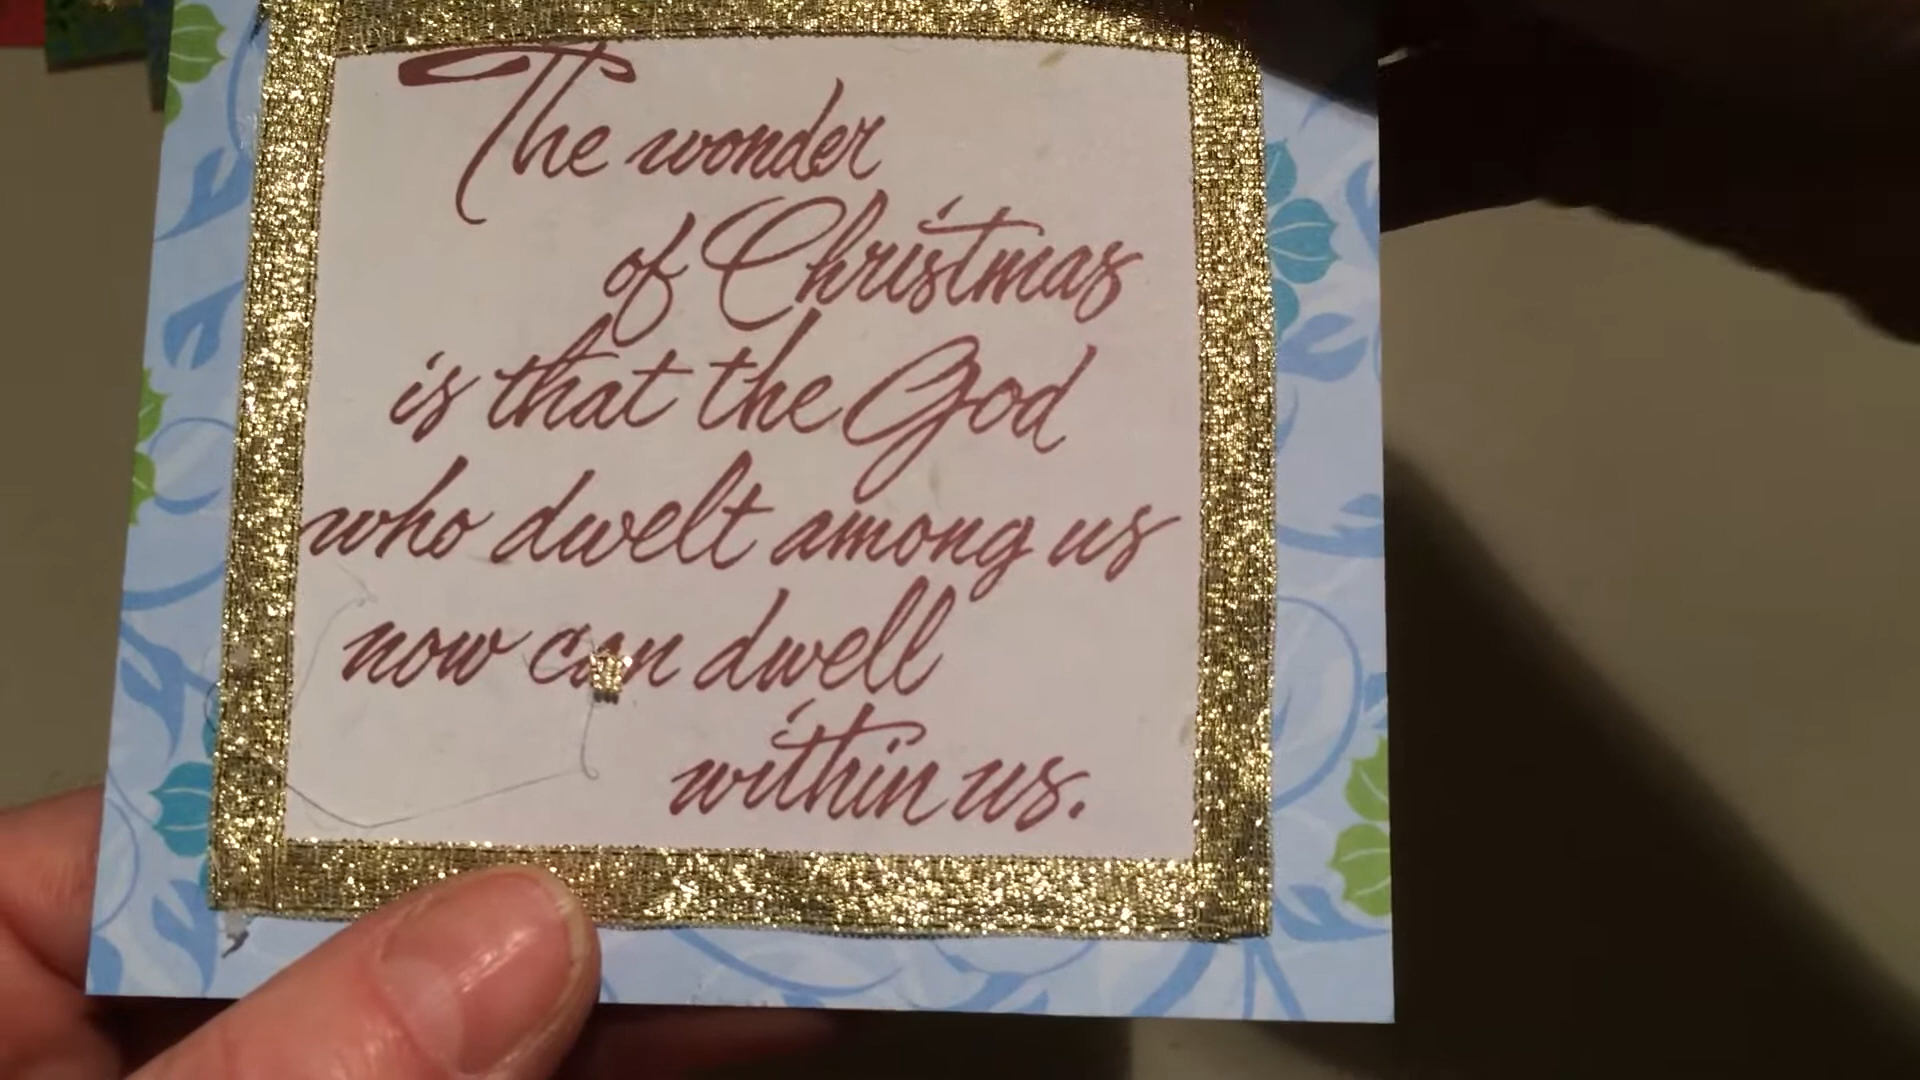 The wonder
of Christmas
is that the God
who dwelt among us
now can dwell
within us.